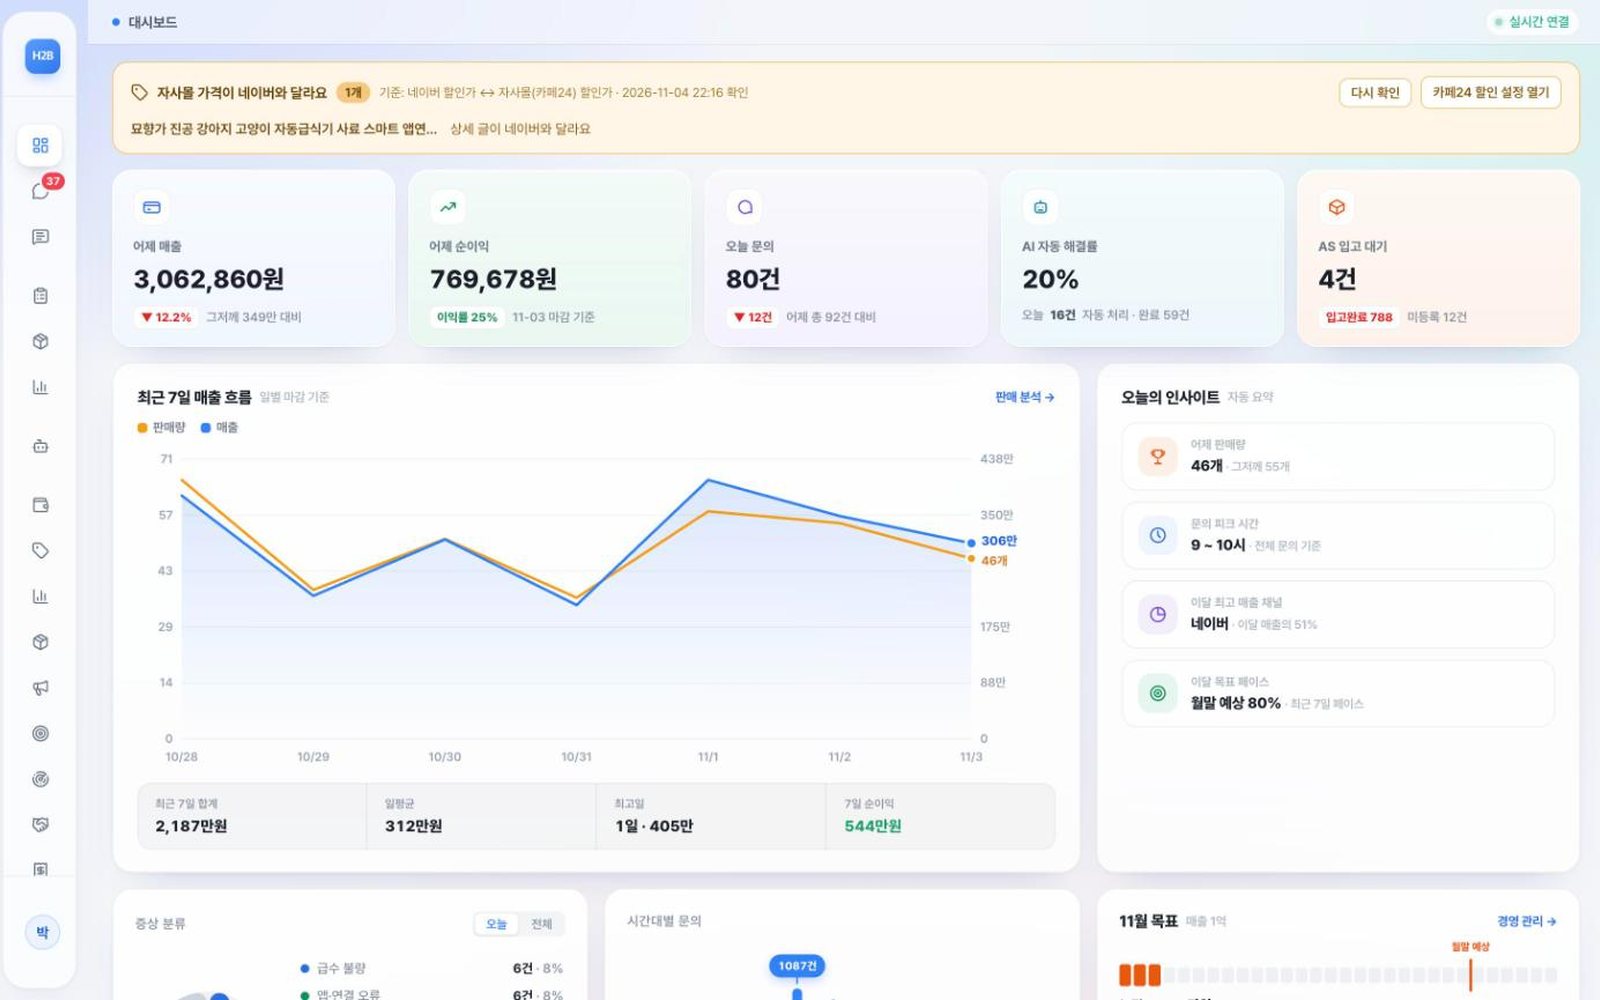 H2B
대시보드
실시간 연결
자사몰 가격이 네이버와 달라요 1개 기준: 네이버 할인가 ↔ 자사몰(카페24) 할인가 · 2026-11-04 22:16 확인
다시 확인
카페24 할인 설정 열기
묘향가 진공 강아지 고양이 자동급식기 사료 스마트 앱연... 상세 글이 네이버와 달라요
37
어제 매출
3,062,860원
▼ 12.2% 그저께 349만 대비
어제 순이익
769,678원
이익률 25% 11-03 마감 기준
오늘 문의
80건
▼ 12건 어제 총 92건 대비
AI 자동 해결률
20%
오늘 16건 자동 처리 · 완료 59건
AS 입고 대기
4건
입고완료 788 미등록 12건
최근 7일 매출 흐름 일별 마감 기준
판매 분석 →
판매량 매출
71
57
43
29
14
0
438만
350만
306만
46개
175만
88만
0
10/28 10/29 10/30 10/31 11/1 11/2 11/3
최근 7일 합계
2,187만원
일평균
312만원
최고일
1일 · 405만
7일 순이익
544만원
오늘의 인사이트 자동 요약
어제 판매량
46개 · 그저께 55개
문의 피크 시간
9 ~ 10시 · 전체 문의 기준
이달 최고 매출 채널
네이버 · 이달 매출의 51%
이달 목표 페이스
월말 예상 80% · 최근 7일 페이스
박
증상 분류
오늘 전체
급수 불량 6건 · 8%
앱·연결 오류 6건 · 8%
시간대별 문의
1087건
11월 목표 매출 1억
경영 관리 →
월말 예상